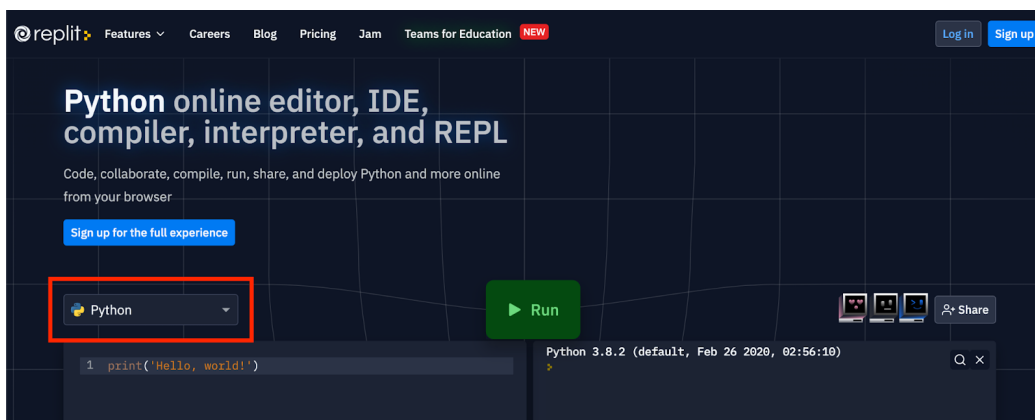 replit
Features Careers Blog Pricing Jam Teams for Education NEW Log in Sign up
Python online editor, IDE,
compiler, interpreter, and REPL
Code, collaborate, compile, run, share, and deploy Python and more online
from your browser
Sign up for the full experience
Python
Run
Share
1 print('Hello, world!')
Python 3.8.2 (default, Feb 26 2020, 02:56:10)